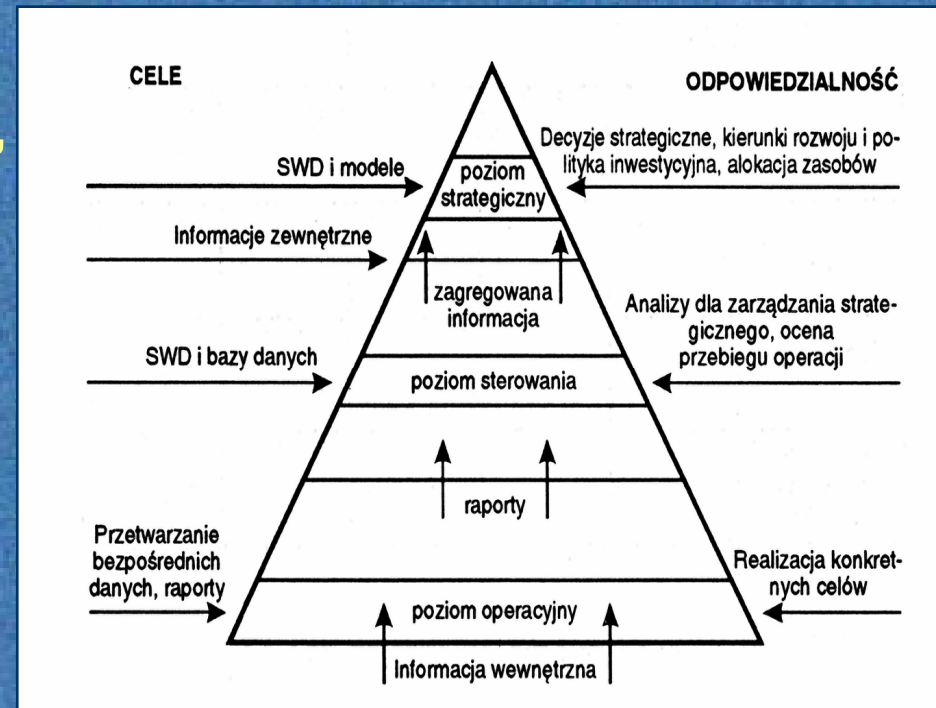 CELE
ODPOWIEDZIALNOŚĆ
SWD i modele
poziom
strategiczny
Decyzje strategiczne, kierunki rozwoju i po-
lityka inwestycyjna, alokacja zasobów
Informacje zewnętrzne
zagregowana
informacja
SWD i bazy danych
poziom sterowania
Analizy dla zarządzania strate-
gicznego, ocena
przebiegu operacji
raporty
Przetwarzanie
bezpośrednich
danych, raporty
poziom operacyjny
Realizacja konkret-
nych celów
Informacja wewnętrzna